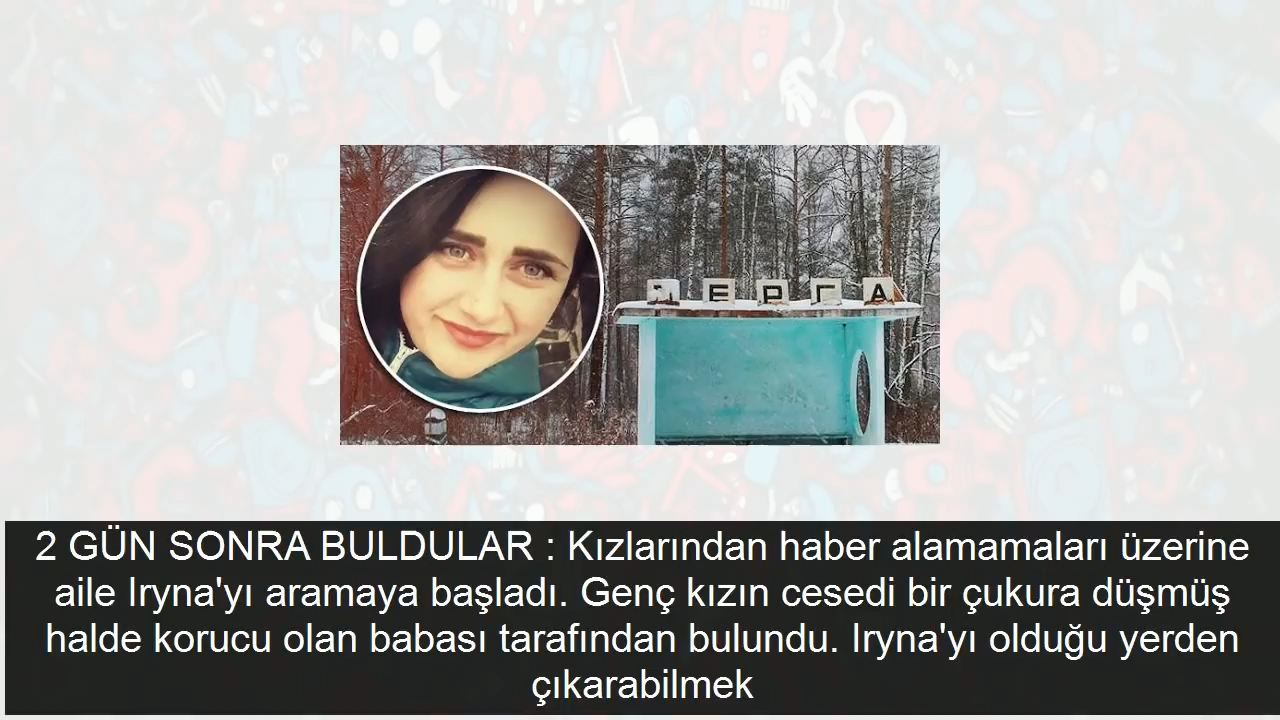 ЕРГА
2 GÜN SONRA BULDULAR : Kızlarından haber alamamaları üzerine
aile Iryna'yı aramaya başladı. Genç kızın cesedi bir çukura düşmüş
halde korucu olan babası tarafından bulundu. Iryna'yı olduğu yerden
çıkarabilmek